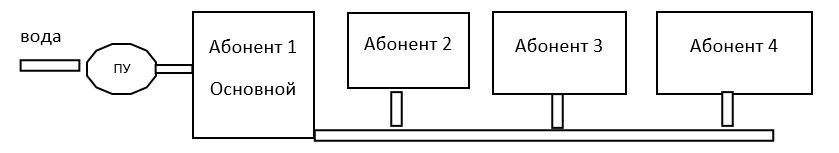 вода
ПУ
Абонент 1
Основной
Абонент 2
Абонент 3
Абонент 4